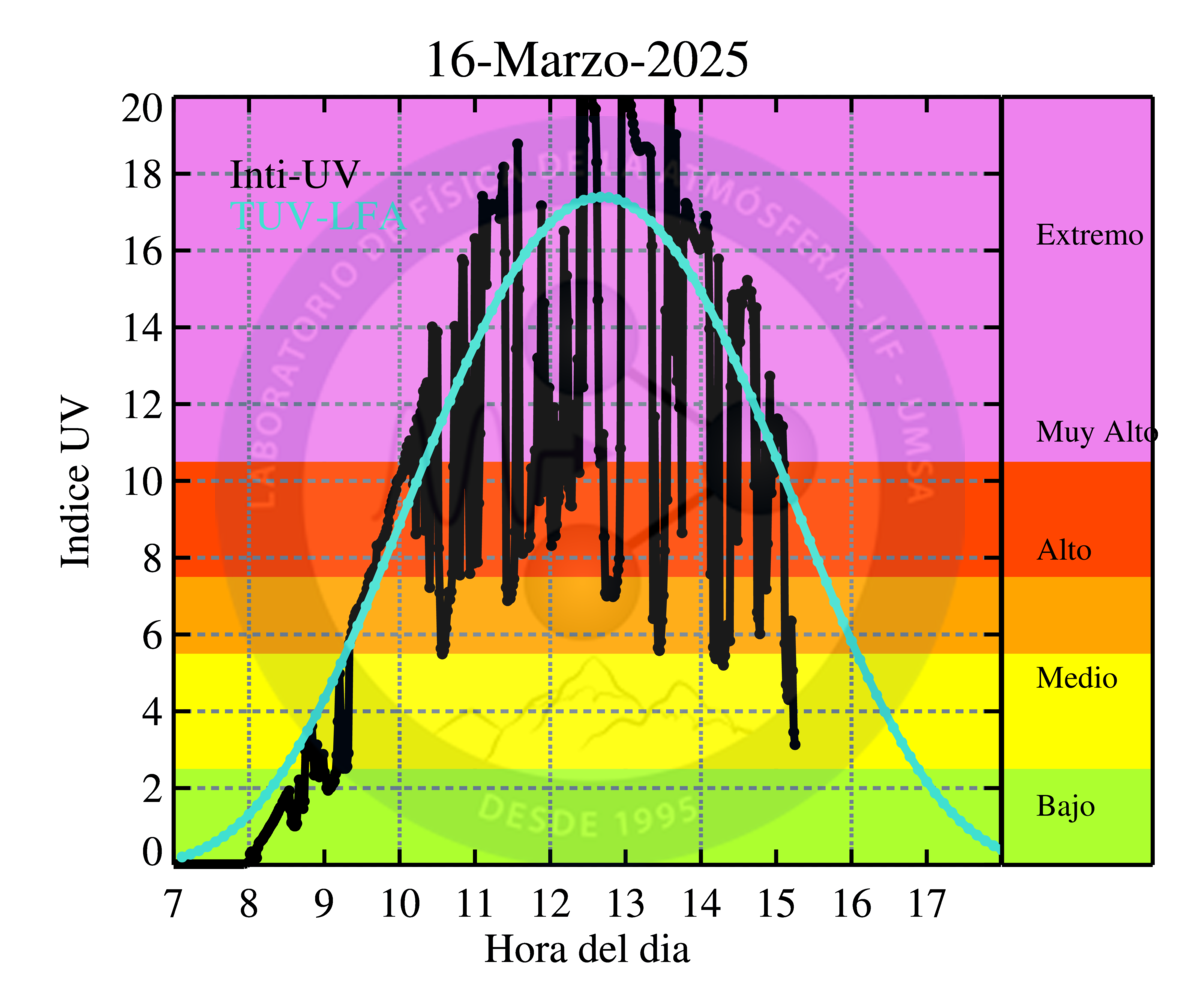 16-Marzo-2025
Inti-UV
TUV-LFA
Indice UV
20
18
16
14
12
10
8
6
4
2
0
7 8 9 10 11 12 13 14 15 16 17
Hora del dia
Extremo
Muy Alto
Alto
Medio
Bajo
LABORATORIO DE FÍSICA DE LA ATMÓSFERA - IIF - UMSA
DESDE 1995